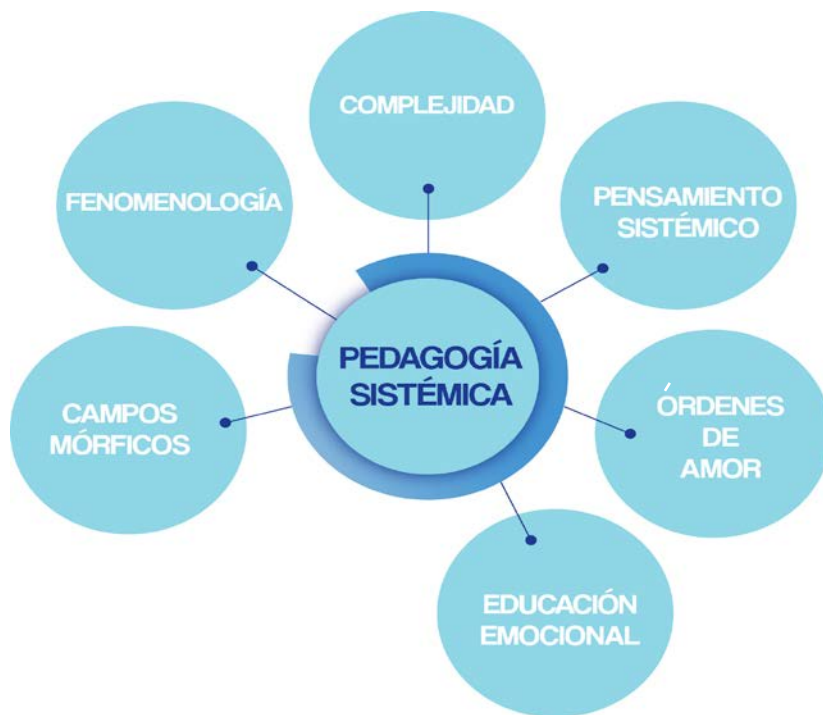 COMPLEJIDAD
FENOMENOLOGÍA
PENSAMIENTO
SISTÉMICO
PEDAGOGÍA
SISTÉMICA
CAMPOS
MÓRFICOS
ÓRDENES
DE
AMOR
EDUCACIÓN
EMOCIONAL